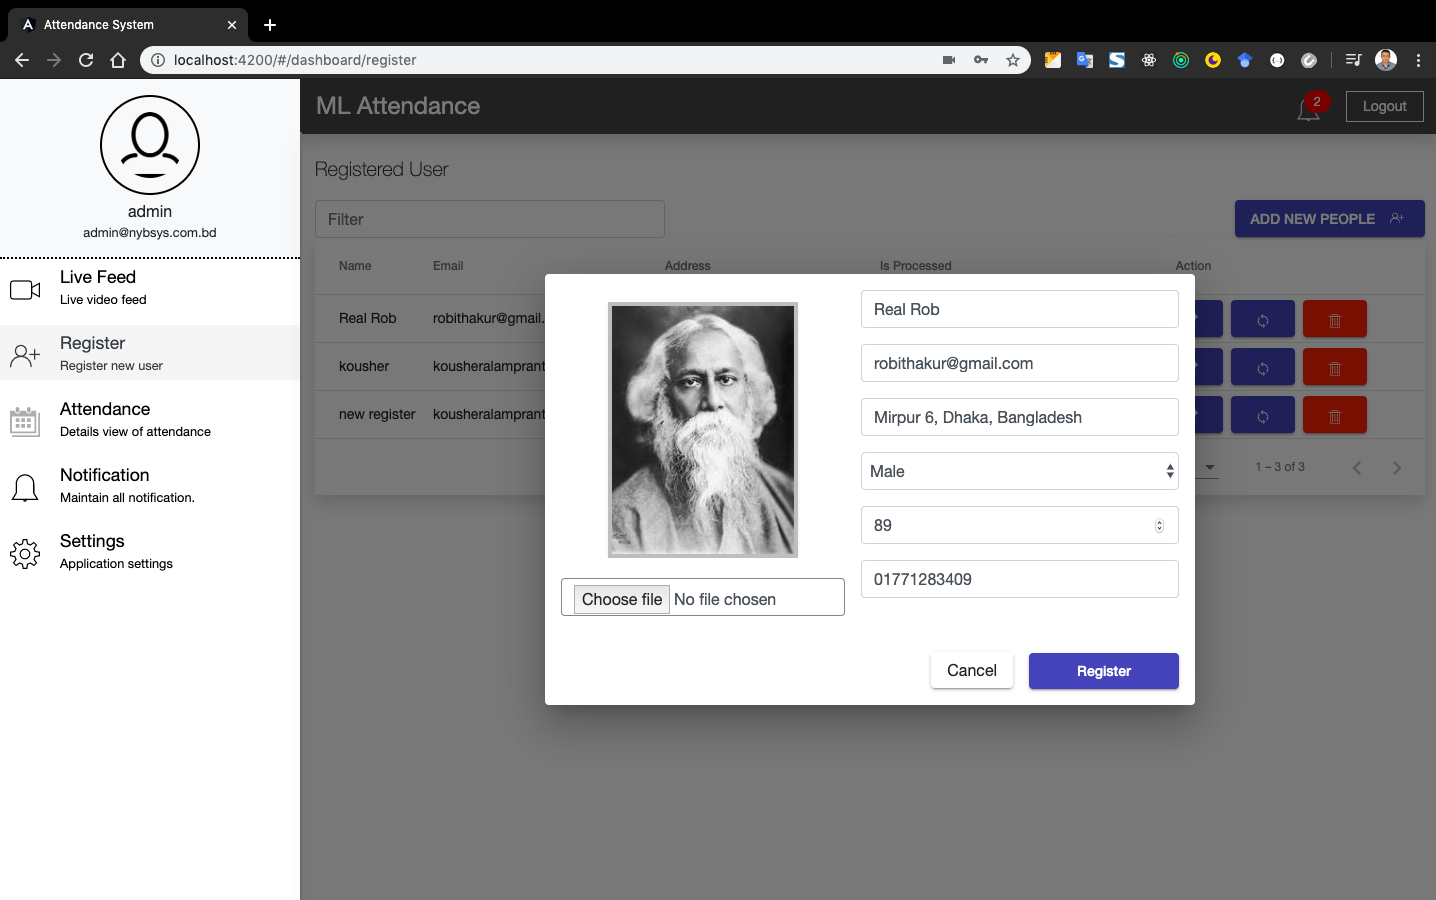 Attendance System
localhost:4200/#/dashboard/register
admin
admin@nybsys.com.bd
Live Feed
Live video feed
Register
Register new user
Attendance
Details view of attendance
Notification
Maintain all notification.
Settings
Application settings
ML Attendance
2
Logout
Registered User
Filter
ADD NEW PEOPLE
Name Email Address Is Processed Action
Real Rob robithakur@gmail.
kousher kousheralamprant
new register kousheralamprant
1 – 3 of 3
Real Rob
robithakur@gmail.com
Mirpur 6, Dhaka, Bangladesh
Male
89
01771283409
Choose file No file chosen
Cancel
Register